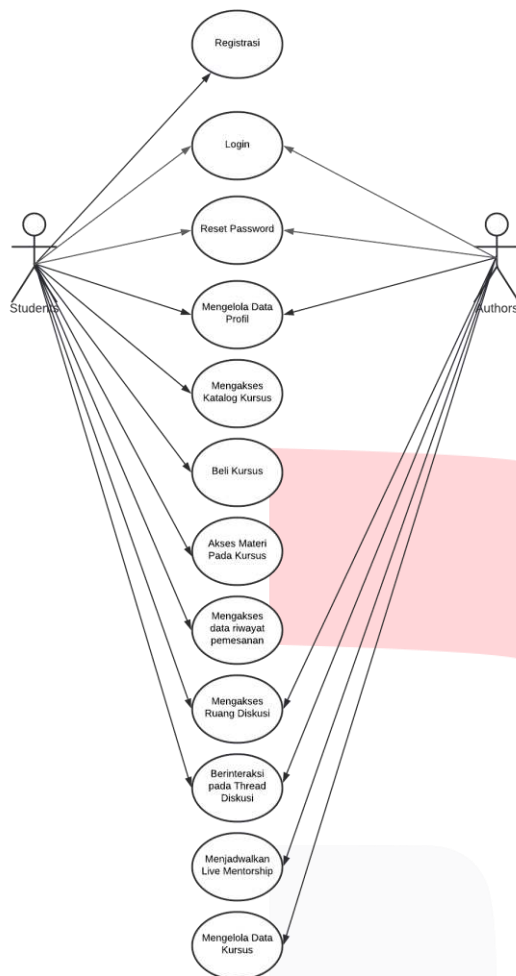 Registrasi
Login
Reset Password
Students
Authors
Mengelola Data
Profil
Mengakses
Katalog Kursus
Beli Kursus
Akses Materi
Pada Kursus
Mengakses
data riwayat
pemesanan
Mengakses
Ruang Diskusi
Berinteraksi
pada Thread
Diskusi
Menjadwalkan
Live Mentorship
Mengelola Data
Kursus